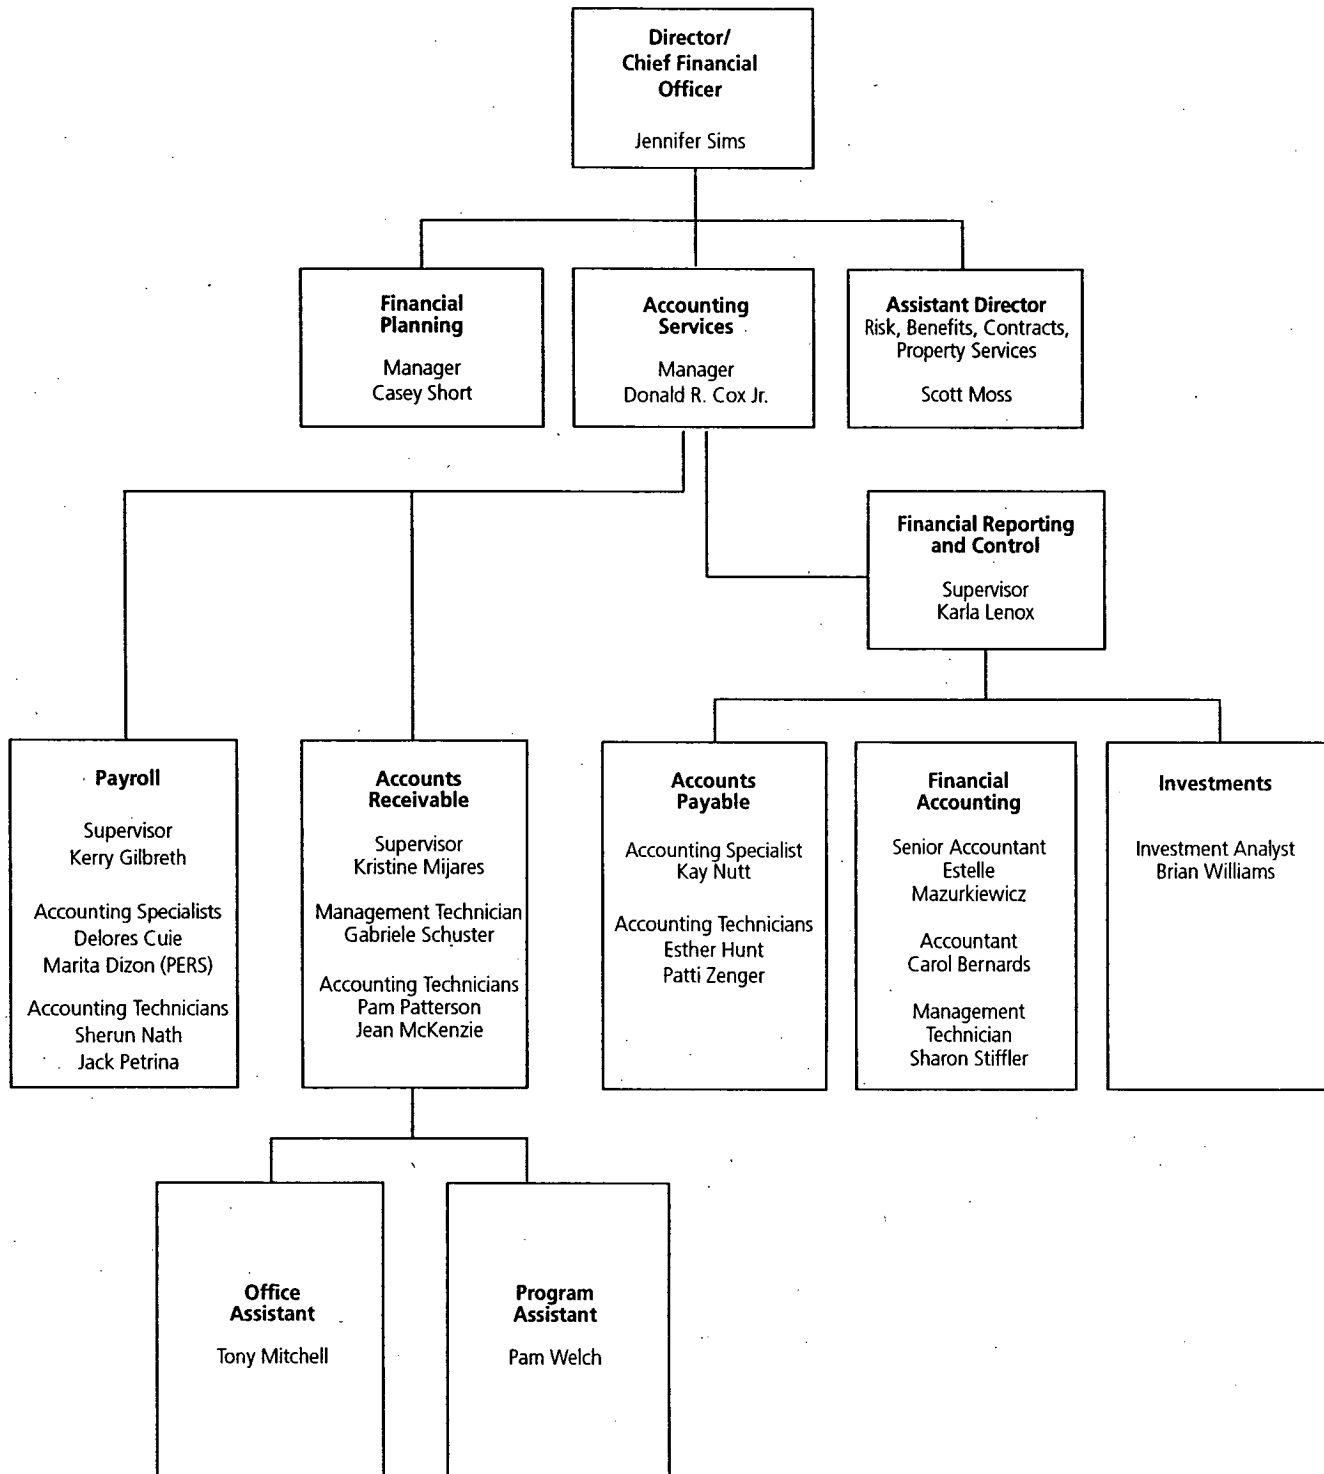 Director/
Chief Financial
Officer
Jennifer Sims
Financial
Planning
Manager
Casey Short
Accounting
Services
Manager
Donald R. Cox Jr.
Assistant Director
Risk, Benefits, Contracts,
Property Services
Scott Moss
Financial Reporting
and Control
Supervisor
Karla Lenox
Payroll
Supervisor
Kerry Gilbreth
Accounting Specialists
Delores Cuie
Marita Dizon (PERS)
Accounting Technicians
Sherun Nath
Jack Petrina
Accounts
Receivable
Supervisor
Kristine Mijares
Management Technician
Gabriele Schuster
Accounting Technicians
Pam Patterson
Jean McKenzie
Accounts
Payable
Accounting Specialist
Kay Nutt
Accounting Technicians
Esther Hunt
Patti Zenger
Financial
Accounting
Senior Accountant
Estelle
Mazurkiewicz
Accountant
Carol Bernards
Management
Technician
Sharon Stiffler
Investments
Investment Analyst
Brian Williams
Office
Assistant
Tony Mitchell
Program
Assistant
Pam Welch